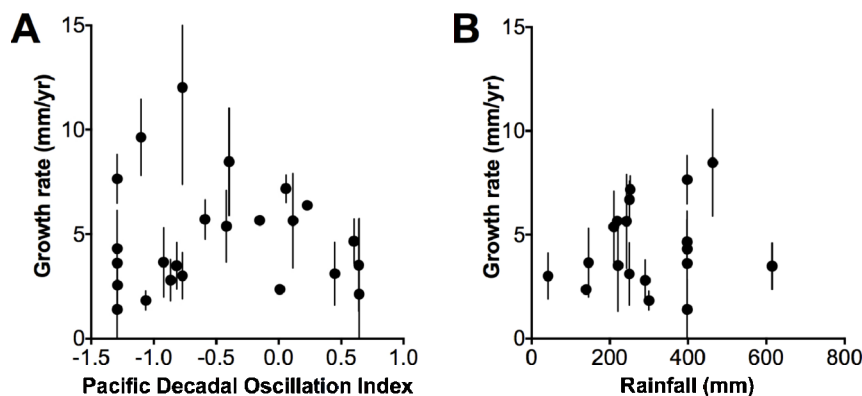 A
15
10
5
0
Growth rate (mm/yr)
-1.5 -1.0 -0.5 0.0 0.5 1.0
Pacific Decadal Oscillation Index
B
15
10
5
0
Growth rate (mm/yr)
0 200 400 600 800
Rainfall (mm)